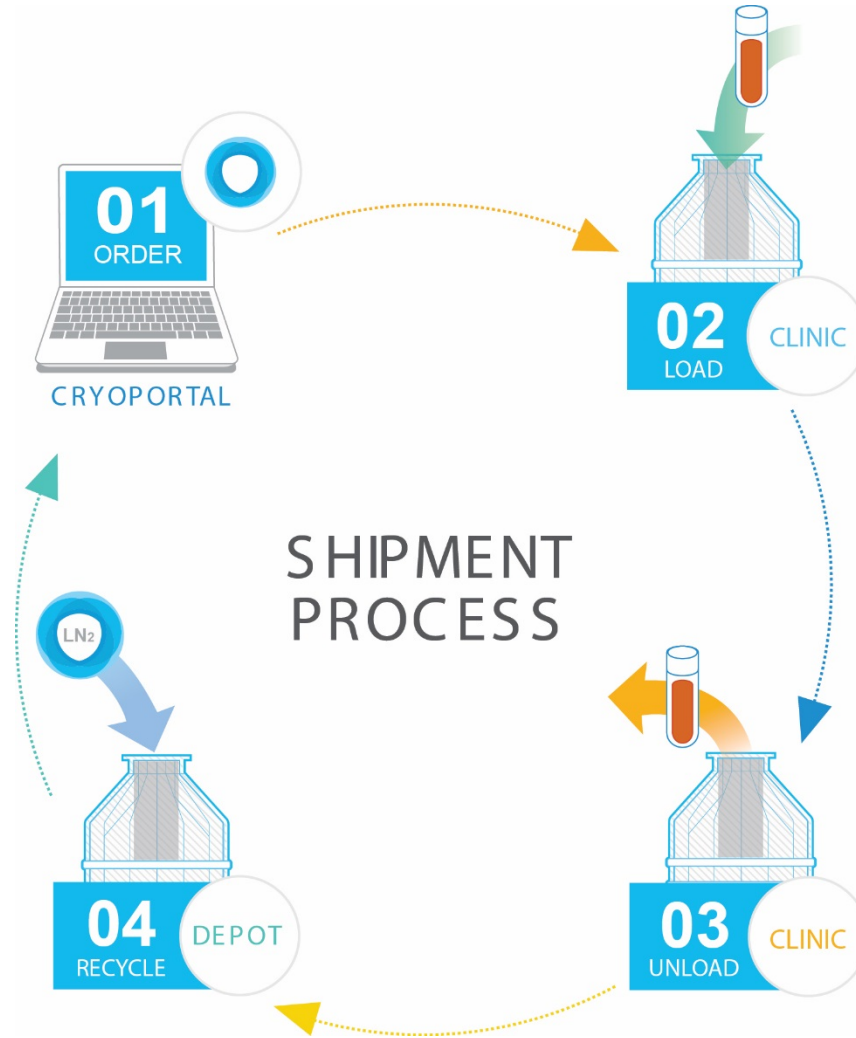 01
ORDER
CRYOPORTAL
02
LOAD
CLINIC
SHIPMENT
PROCESS
LN₂
04
RECYCLE
DEPOT
03
UNLOAD
CLINIC